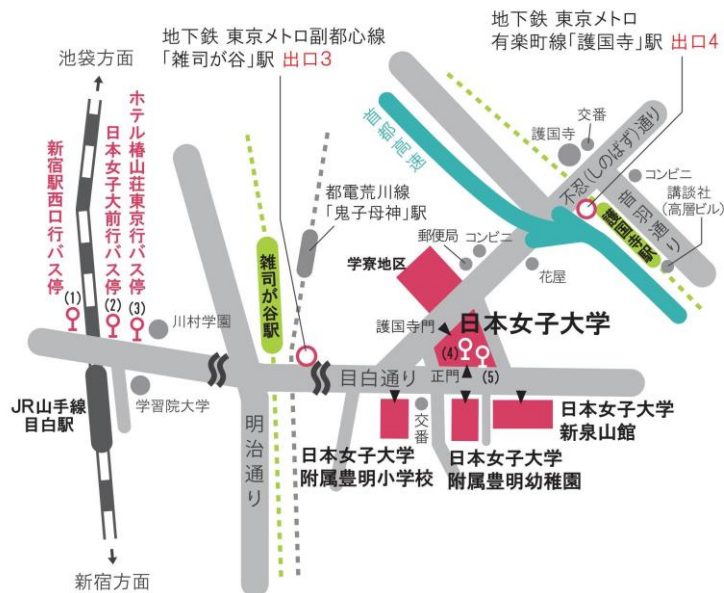 池袋方面
地下鉄 東京メトロ副都心線
「雑司が谷」駅 出口3
地下鉄 東京メトロ
有楽町線「護国寺」駅 出口4
新宿駅西口行バス停
日本女子大前行バス停
ホテル椿山荘東京行バス停
(1)
(2)
(3)
川村学園
学習院大学
JR山手線
目白駅
新宿方面
雑司が谷駅
都電荒川線
「鬼子母神」駅
首都高速
護国寺
交番
不忍(しのばず)通り
コンビニ
音羽通り
講談社
(高層ビル)
護国寺駅
郵便局
コンビニ
学寮地区
花屋
護国寺門
日本女子大学
(4)
(5)
正門
目白通り
明治通り
交番
日本女子大学
附属豊明小学校
日本女子大学
附属豊明幼稚園
日本女子大学
新泉山館